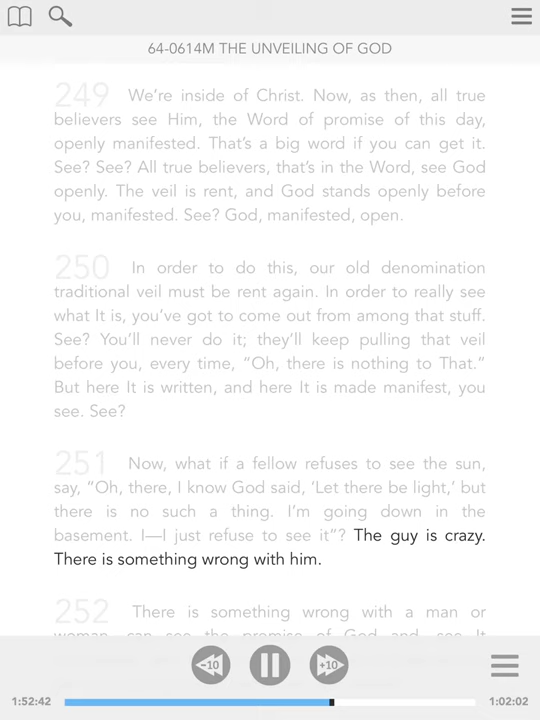 64-0614M THE UNVEILING OF GOD
249 We’re inside of Christ. Now, as then, all true
believers see Him, the Word of promise of this day,
openly manifested. That’s a big word if you can get it.
See? See? All true believers, that’s in the Word, see God
openly. The veil is rent, and God stands openly before
you, manifested. See? God, manifested, open.
250 In order to do this, our old denomination
traditional veil must be rent again. In order to really see
what It is, you’ve got to come out from among that stuff.
See? You’ll never do it; they’ll keep pulling that veil
before you, every time, “Oh, there is nothing to That.”
But here It is written, and here It is made manifest, you
see. See?
251 Now, what if a fellow refuses to see the sun,
say, “Oh, there, I know God said, ‘Let there be light,’ but
there is no such a thing. I’m going down in the
basement. I—I just refuse to see it”? The guy is crazy.
There is something wrong with him.
252 There is something wrong with a man or
woman, can see the promise of God and, see It
-10 +10
1:52:42 1:02:02